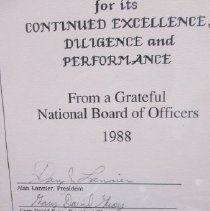 for its
CONTINUED EXCELLENCE,
DILIGENCE and
PERFORMANCE
From a Grateful
National Board of Officers
1988
Alan Lannier, President